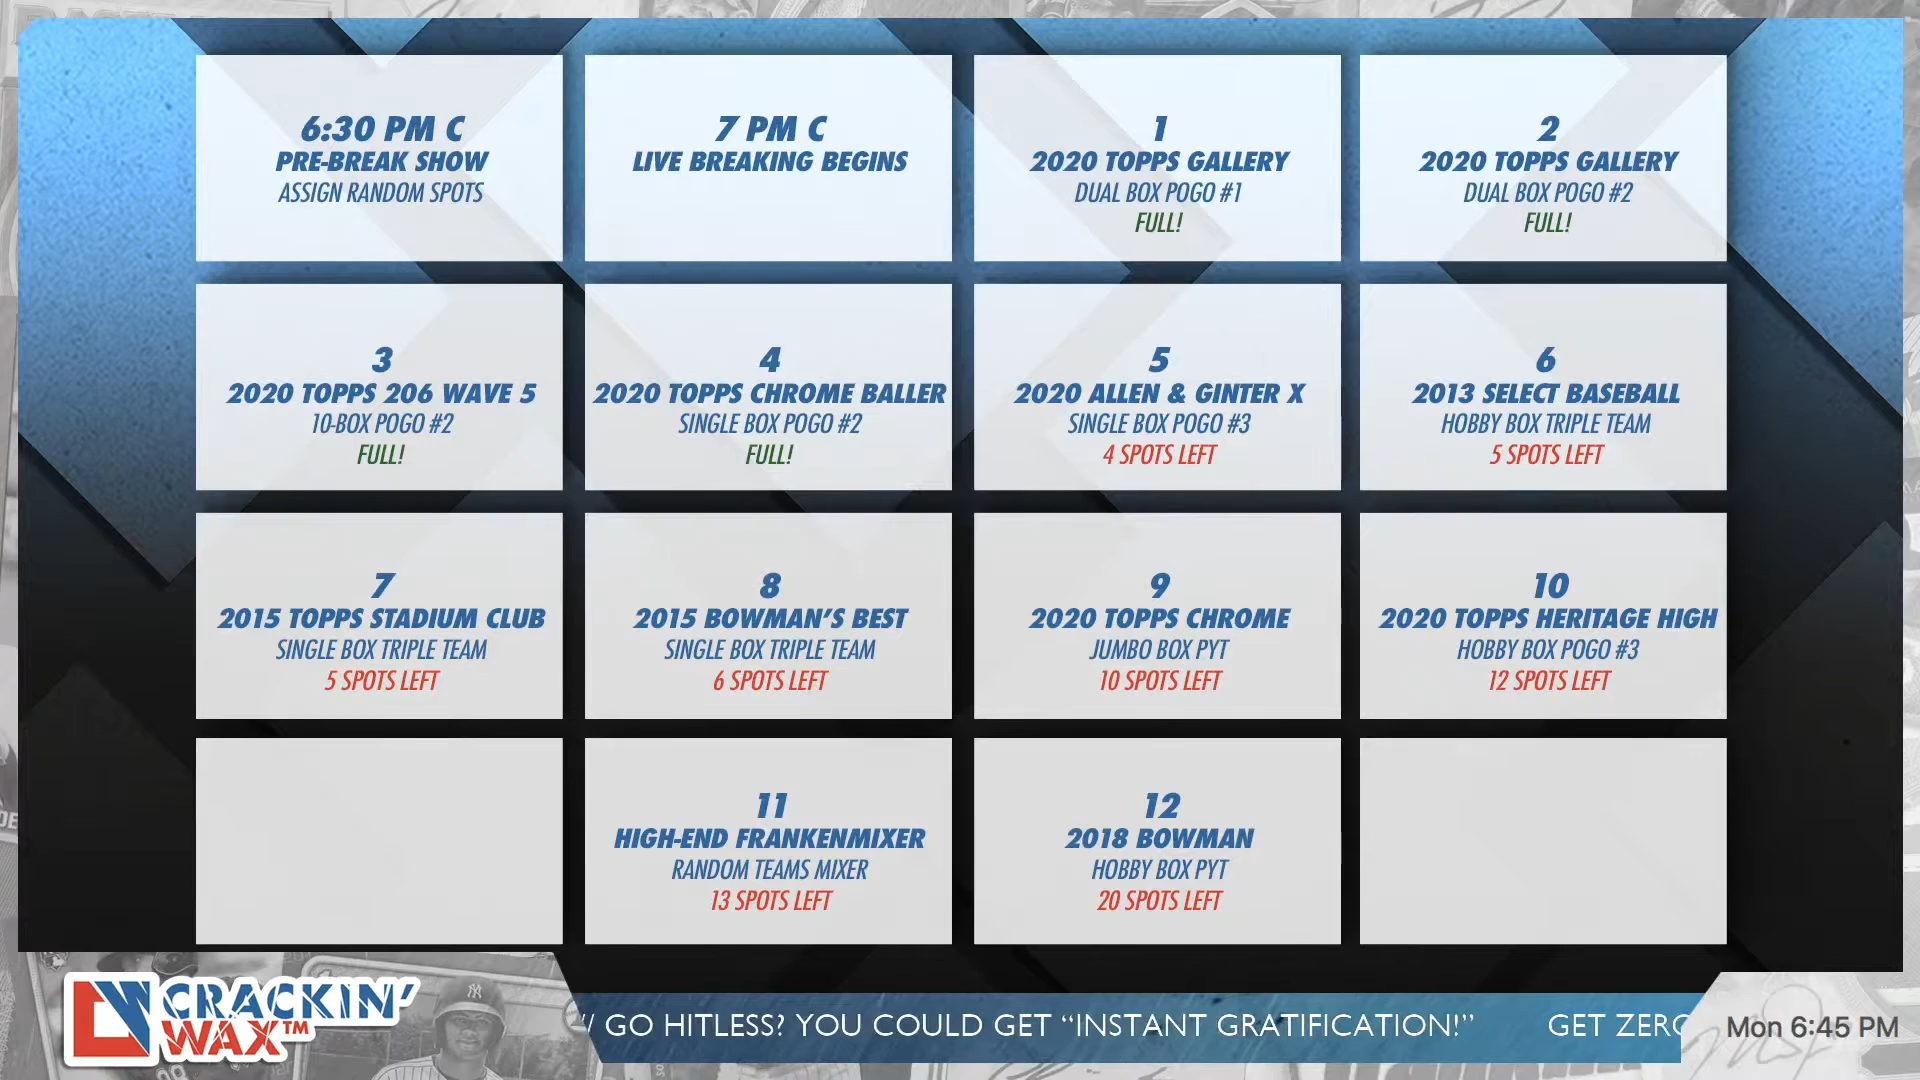 6:30 PM C
PRE-BREAK SHOW
ASSIGN RANDOM SPOTS
7 PM C
LIVE BREAKING BEGINS
1
2020 TOPPS GALLERY
DUAL BOX POGO #1
FULL!
2
2020 TOPPS GALLERY
DUAL BOX POGO #2
FULL!
3
2020 TOPPS 206 WAVE 5
10-BOX POGO #2
FULL!
4
2020 TOPPS CHROME BALLER
SINGLE BOX POGO #2
FULL!
5
2020 ALLEN & GINTER X
SINGLE BOX POGO #3
4 SPOTS LEFT
6
2013 SELECT BASEBALL
HOBBY BOX TRIPLE TEAM
5 SPOTS LEFT
7
2015 TOPPS STADIUM CLUB
SINGLE BOX TRIPLE TEAM
5 SPOTS LEFT
8
2015 BOWMAN’S BEST
SINGLE BOX TRIPLE TEAM
6 SPOTS LEFT
9
2020 TOPPS CHROME
JUMBO BOX PYT
10 SPOTS LEFT
10
2020 TOPPS HERITAGE HIGH
HOBBY BOX POGO #3
12 SPOTS LEFT
11
HIGH-END FRANKENMIXER
RANDOM TEAMS MIXER
13 SPOTS LEFT
12
2018 BOWMAN
HOBBY BOX PYT
20 SPOTS LEFT
CRACKIN’
WAX™
// GO HITLESS? YOU COULD GET “INSTANT GRATIFICATION!” GET ZERO
Mon 6:45 PM